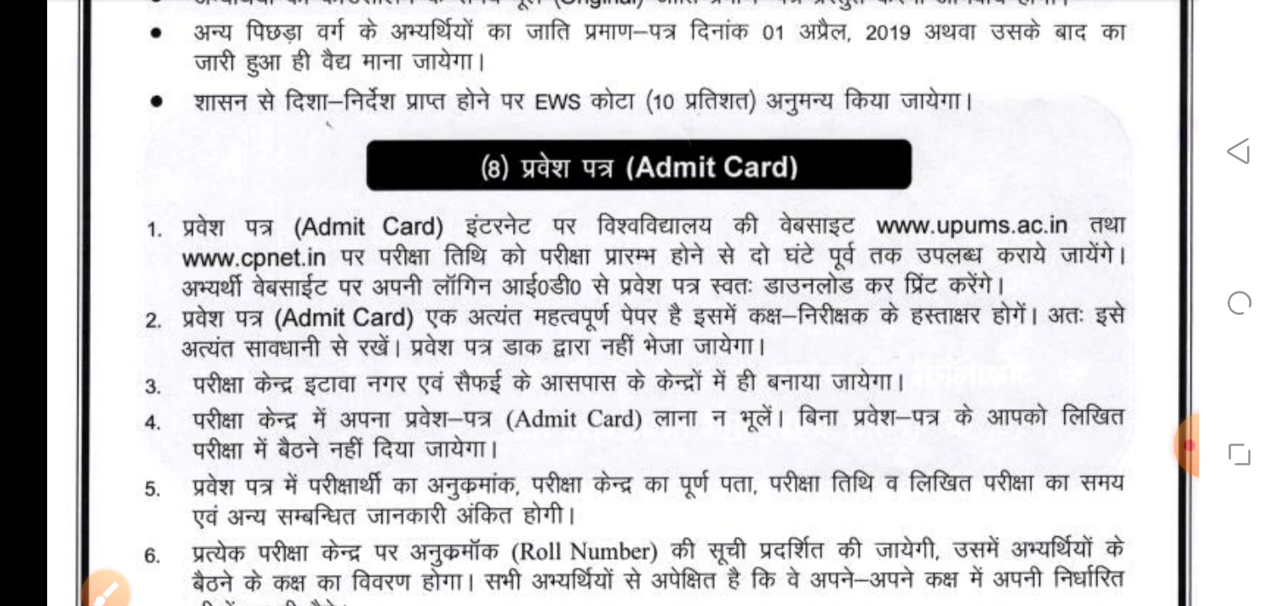 अन्य पिछड़ा वर्ग के अभ्यर्थियों का जाति प्रमाण–पत्र दिनांक 01 अप्रैल, 2019 अथवा उसके बाद का
जारी हुआ ही वैद्य माना जायेगा।
शासन से दिशा–निर्देश प्राप्त होने पर EWS कोटा (10 प्रतिशत) अनुमन्य किया जायेगा।
(8) प्रवेश पत्र (Admit Card)
1. प्रवेश पत्र (Admit Card) इंटरनेट पर विश्वविद्यालय की वेबसाइट www.upums.ac.in तथा
www.cpnet.in पर परीक्षा तिथि को परीक्षा प्रारम्भ होने से दो घंटे पूर्व तक उपलब्ध कराये जायेंगे।
अभ्यर्थी वेबसाईट पर अपनी लॉगिन आई0डी0 से प्रवेश पत्र स्वतः डाउनलोड कर प्रिंट करेंगे।
2. प्रवेश पत्र (Admit Card) एक अत्यंत महत्वपूर्ण पेपर है इसमें कक्ष–निरीक्षक के हस्ताक्षर होगें। अतः इसे
अत्यंत सावधानी से रखें। प्रवेश पत्र डाक द्वारा नहीं भेजा जायेगा।
3. परीक्षा केन्द्र इटावा नगर एवं सैफई के आसपास के केन्द्रों में ही बनाया जायेगा।
4. परीक्षा केन्द्र में अपना प्रवेश–पत्र (Admit Card) लाना न भूलें। बिना प्रवेश–पत्र के आपको लिखित
परीक्षा में बैठने नहीं दिया जायेगा।
5. प्रवेश पत्र में परीक्षार्थी का अनुक्रमांक, परीक्षा केन्द्र का पूर्ण पता, परीक्षा तिथि व लिखित परीक्षा का समय
एवं अन्य सम्बन्धित जानकारी अंकित होगी।
6. प्रत्येक परीक्षा केन्द्र पर अनुक्रमॉक (Roll Number) की सूची प्रदर्शित की जायेगी, उसमें अभ्यर्थियों के
बैठने के कक्ष का विवरण होगा। सभी अभ्यर्थियों से अपेक्षित है कि वे अपने–अपने कक्ष में अपनी निर्धारित